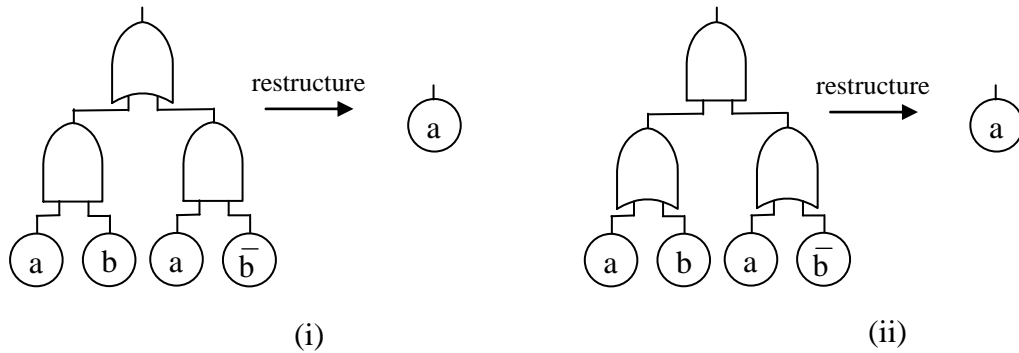 restructure
a
a b a b̅
(i)
restructure
a
a b a b̅
(ii)